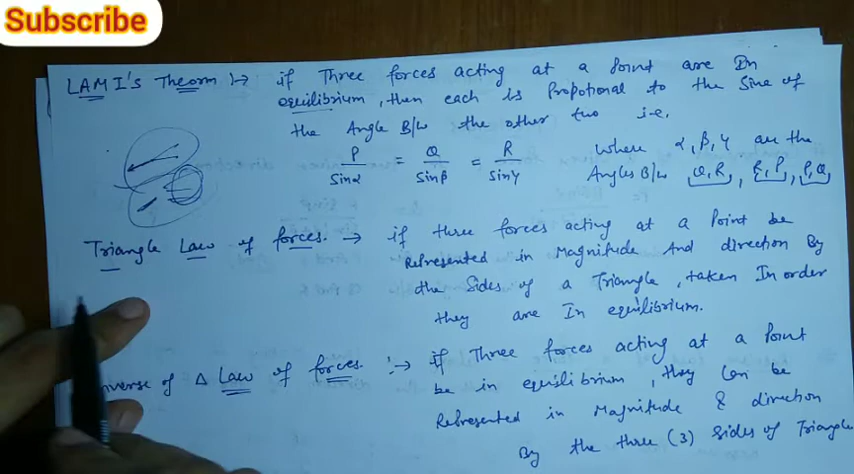 Subscribe
LAMI's Theorm :→ if Three forces acting at a Point are In
equilibrium, then each is Propotional to the Sine of
the Angle B/w the other two i.e,
P/sinα = Q/sinβ = R/sinγ where α, β, γ are the
Angles B/w Q,R, R,P, P,Q
Triangle Law of forces. → if three forces acting at a Point be
Represented in Magnitude And direction By
the Sides of a Triangle, taken In order
they are In equilibrium.
nverse of Δ Law of forces. :→ if Three forces acting at a Point
be in equilibrium, they Can be
Represented in Magnitude & direction
By the three (3) Sides of Triangle